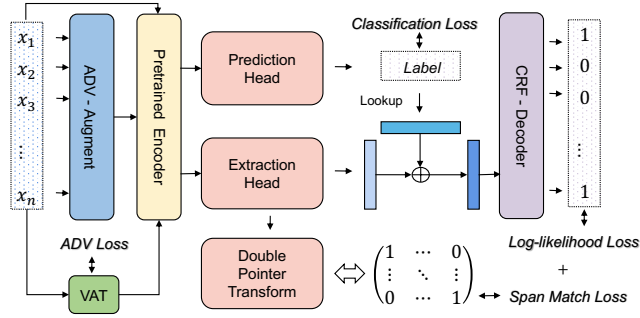 x1
x2
x3
⋮
xn
ADV - Augment
Pretrained Encoder
ADV Loss
VAT
Prediction
Head
Extraction
Head
Double
Pointer
Transform
Classification Loss
Label
Lookup
CRF - Decoder
1
0
0
⋮
1
1 ⋯ 0
⋮ ⋱ ⋮
0 ⋯ 1
Log-likelihood Loss
+
Span Match Loss